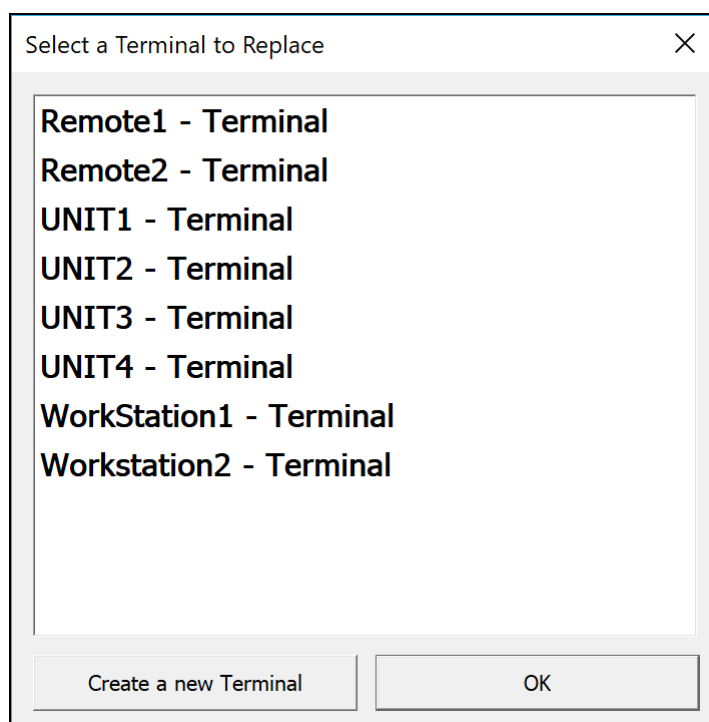 Select a Terminal to Replace
Remote1 - Terminal
Remote2 - Terminal
UNIT1 - Terminal
UNIT2 - Terminal
UNIT3 - Terminal
UNIT4 - Terminal
WorkStation1 - Terminal
Workstation2 - Terminal
Create a new Terminal
OK